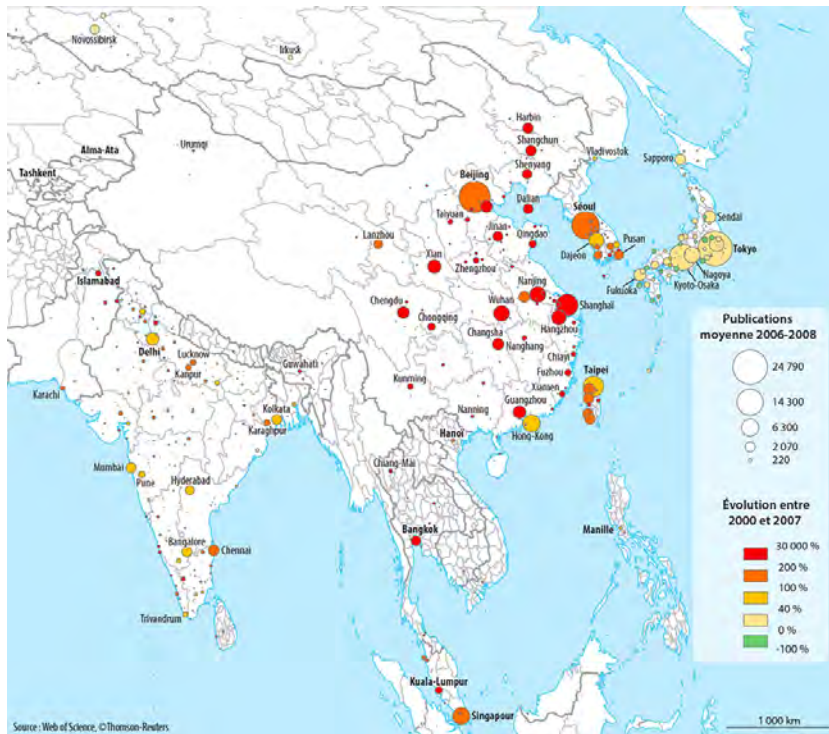 Novossibirsk
Irkusk
Harbin
Urumqi
Shangchun
Alma-Ata
Vladivostok
Sapporo
Shenyang
Tashkent
Beijing
Dalian
Séoul
Sendai
Taiyuan
Lanzhou
Jinan
Qingdao
Dajeon
Pusan
Tokyo
Xian
Zhengzhou
Islamabad
Nagoya
Fukuoka
Kyoto-Osaka
Nanjing
Chengdu
Wuhan
Shanghaï
Chongqing
Hangzhou
Delhi
Changsha
Nanghang
Lucknow
Chiayi
Kanpur
Guwahati
Fuzhou
Taipei
Kunming
Xiansen
Karachi
Kolkata
Guangzhou
Nanning
Karaghpur
Hanoi
Hong-Kong
Mumbai
Chiang-Mai
Pune
Hyderabad
Bangkok
Manille
Bangalore
Chennai
Trivandrum
Kuala-Lumpur
Singapour
Publications
moyenne 2006-2008
24 790
14 300
6 300
2 070
220
Évolution entre
2000 et 2007
30 000 %
200 %
100 %
40 %
0 %
-100 %
Source : Web of Science, ©Thomson-Reuters
1 000 km